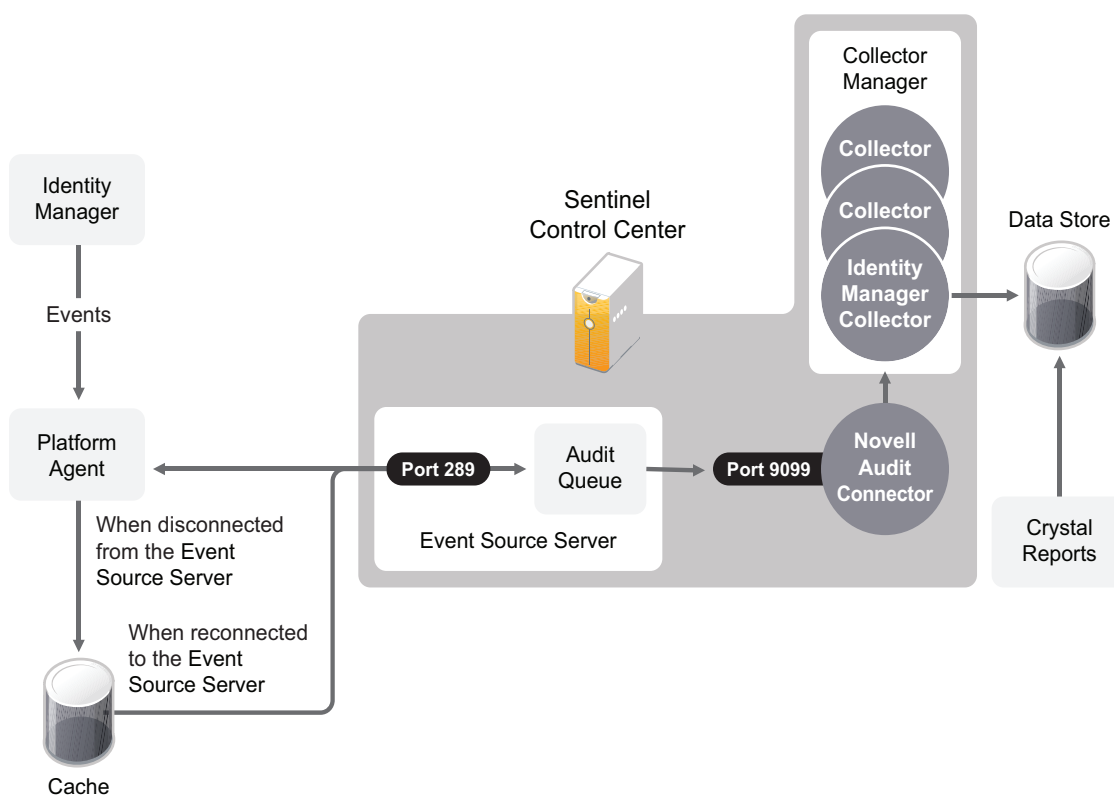 Identity
Manager
Events
Platform
Agent
When disconnected
from the Event
Source Server
When reconnected
to the Event
Source Server
Cache
Port 289
Audit
Queue
Event Source Server
Sentinel
Control Center
Port 9099
Novell
Audit
Connector
Collector
Manager
Collector
Collector
Identity
Manager
Collector
Data Store
Crystal
Reports